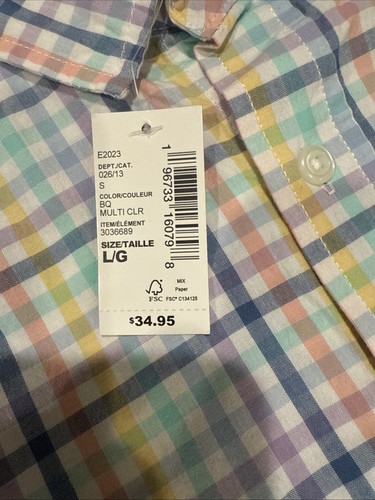 E2023
DEPT./CAT.
026/13
S
COLOR/COULEUR
BQ
MULTI CLR
ITEM/ÉLÉMENT
3036689
SIZE/TAILLE
L/G
1 96733 16079 8
MIX
Paper
FSC
FSC® C134125
$34.95